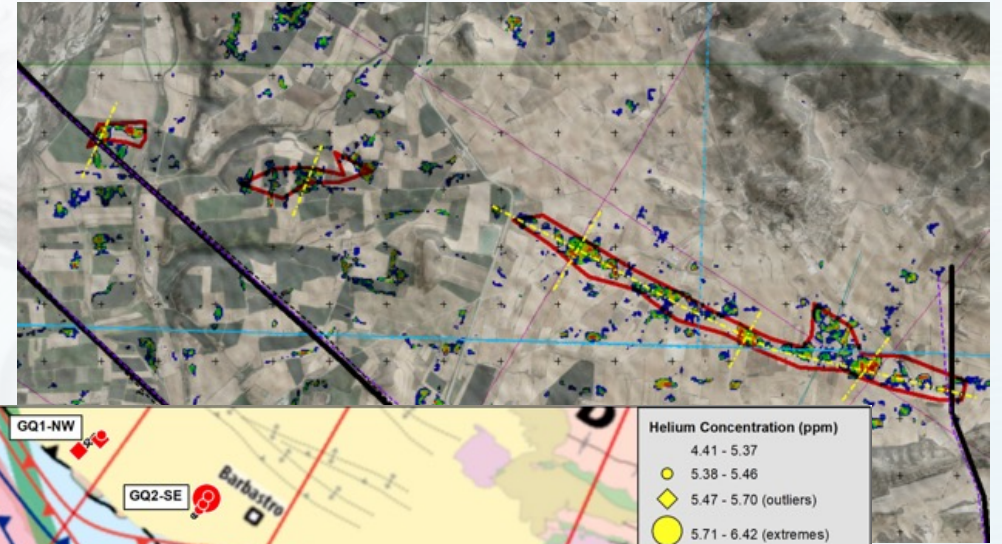 GQ1-NW
GQ2-SE
Barbastro
Helium Concentration (ppm)
4.41 - 5.37
5.38 - 5.46
5.47 - 5.70 (outliers)
5.71 - 6.42 (extremes)